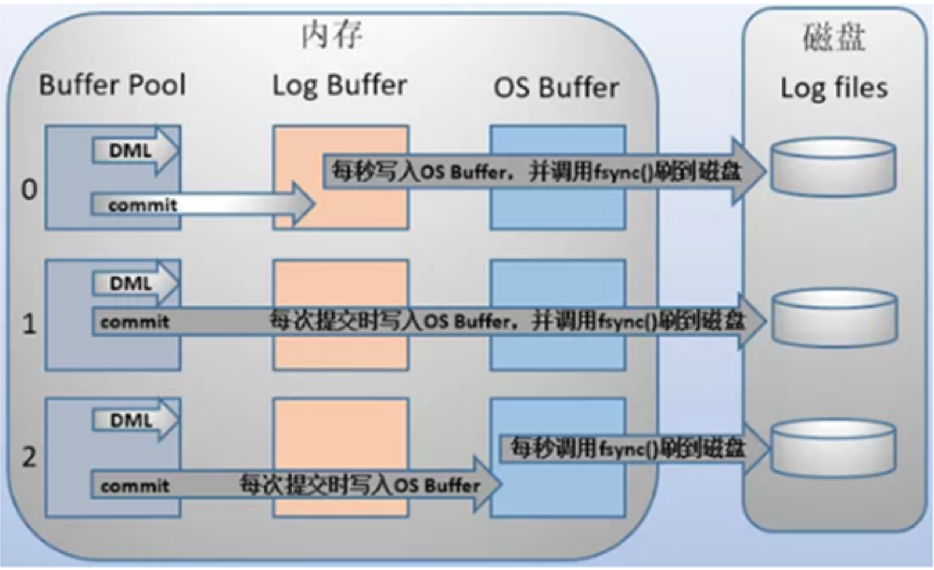 内存
磁盘
Buffer Pool
Log Buffer
OS Buffer
Log files
0
DML
每秒写入OS Buffer，并调用fsync()刷到磁盘
commit
1
DML
commit
每次提交时写入OS Buffer，并调用fsync()刷到磁盘
2
DML
每秒调用fsync()刷到磁盘
commit
每次提交时写入OS Buffer